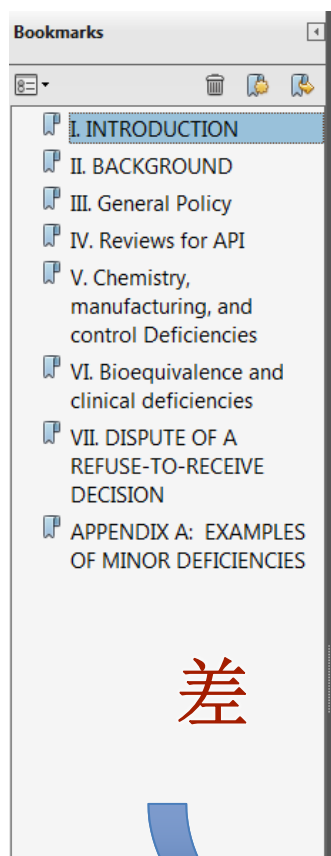 Bookmarks
I. INTRODUCTION
II. BACKGROUND
III. General Policy
IV. Reviews for API
V. Chemistry,
manufacturing, and
control Deficiencies
VI. Bioequivalence and
clinical deficiencies
VII. DISPUTE OF A
REFUSE-TO-RECEIVE
DECISION
APPENDIX A: EXAMPLES
OF MINOR DEFICIENCIES
差